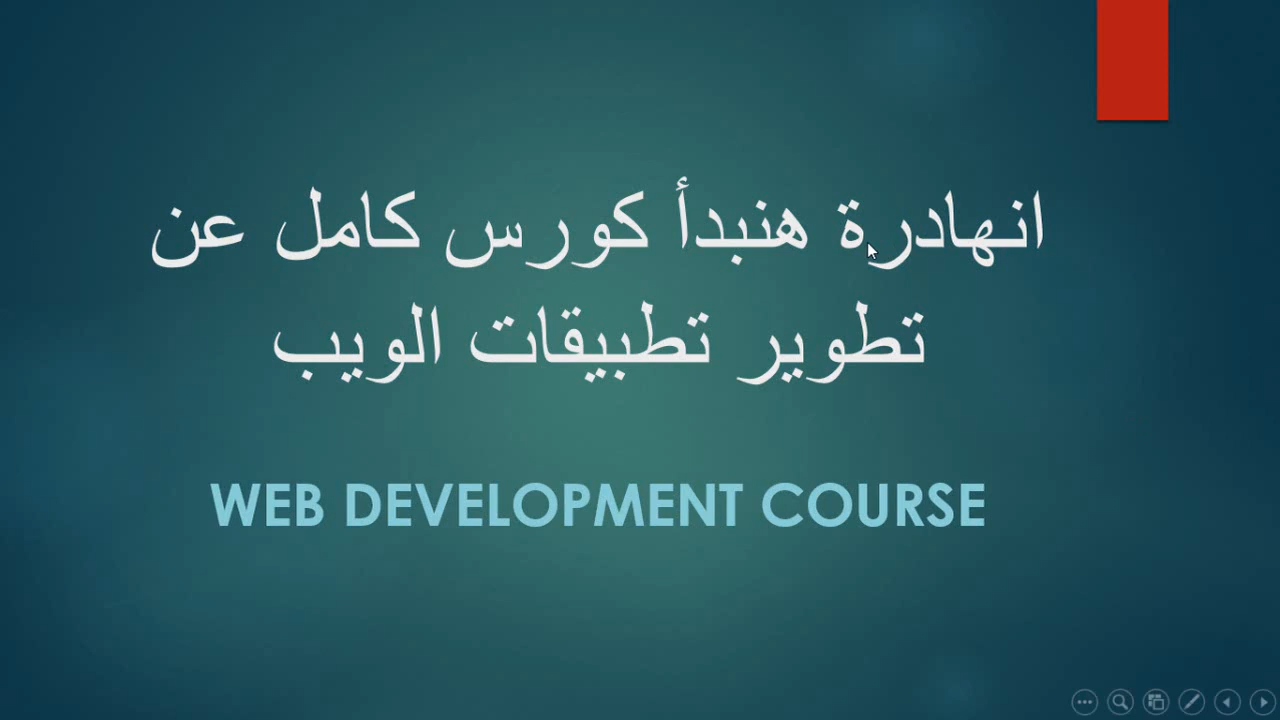 انهادرة هنبدأ كورس كامل عن
تطوير تطبيقات الويب
WEB DEVELOPMENT COURSE